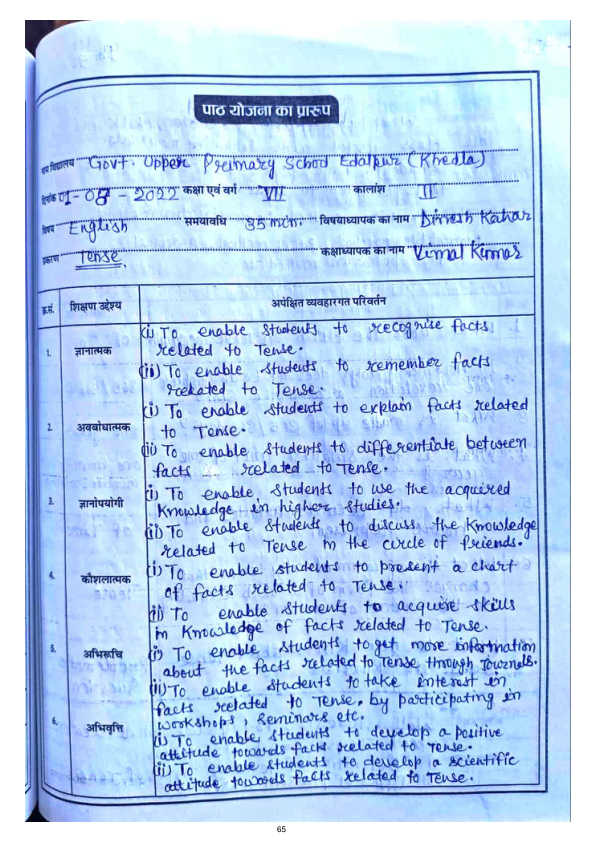 पाठ योजना का प्रारूप
विद्यालय Govt. Upper Preimary School Edalpur (Khedla)
दिनांक 01-08-2022 कक्षा एवं वर्ग VII कालांश II
विषय English समयावधि 35 min. विषयाध्यापक का नाम Dinesh
प्रकरण Tense कक्षाध्यापक का नाम Vimal Kumar
क्र.सं. शिक्षण उद्देश्य अपेक्षित व्यवहारगत परिवर्तन
1. ज्ञानात्मक (i) To enable students to recognise facts
related to Tense.
(ii) To enable students to remember facts
rekated to Tense.
2. अवबोधात्मक (i) To enable students to explain facts related
to Tense.
(ii) To enable students to differentiate between
facts related to Tense.
3. ज्ञानोपयोगी (i) To enable students to use the acquired
Knowledge in higher studies.
(ii) To enable students to discuss the Knowledge
related to Tense in the circle of friends.
4. कौशलात्मक (i) To enable students to present a chart
of facts related to Tense.
(ii) To enable students to acquire skills
in Knowledge of facts related to Tense.
5. अभिरूचि (i) To enable students to get more information
about the facts related to Tense through Jownels.
(ii) To enable students to take interest in
facts related to Tense, by participating in
workshops, seminars etc.
6. अभिवृत्ति (i) To enable students to develop a positive
attitude towards facts related to Tense.
(ii) To enable students to develop a scientific
attitude towards facts related to Tense.
65